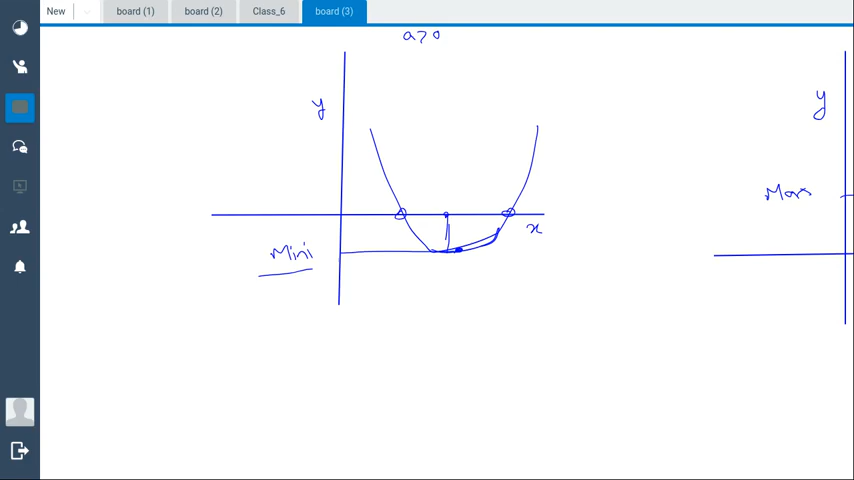 New board (1) board (2) Class_6 board (3)
a>0
y
y
Max
x
Mini